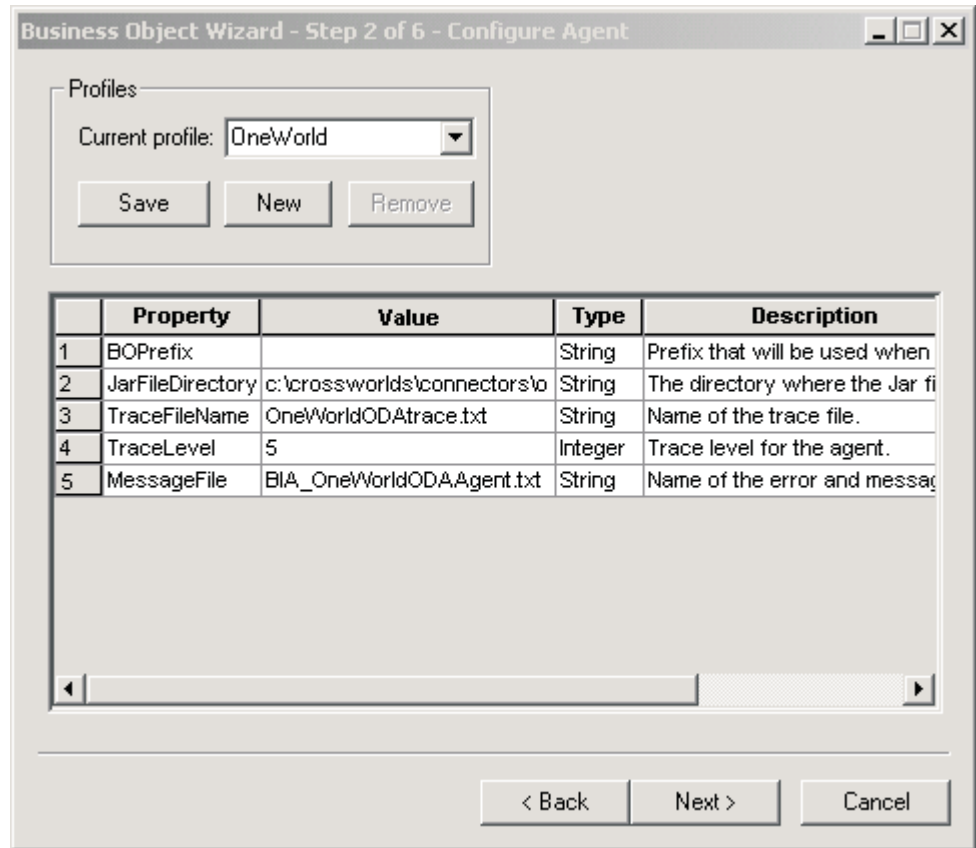 Business Object Wizard - Step 2 of 6 - Configure Agent
Profiles
Current profile: OneWorld
Save New Remove
Property Value Type Description
1 BOPrefix String Prefix that will be used when
2 JarFileDirectory c:\crossworlds\connectors\o String The directory where the Jar fi
3 TraceFileName OneWorldODAtrace.txt String Name of the trace file.
4 TraceLevel 5 Integer Trace level for the agent.
5 MessageFile BIA_OneWorldODAAgent.txt String Name of the error and messag
< Back Next > Cancel